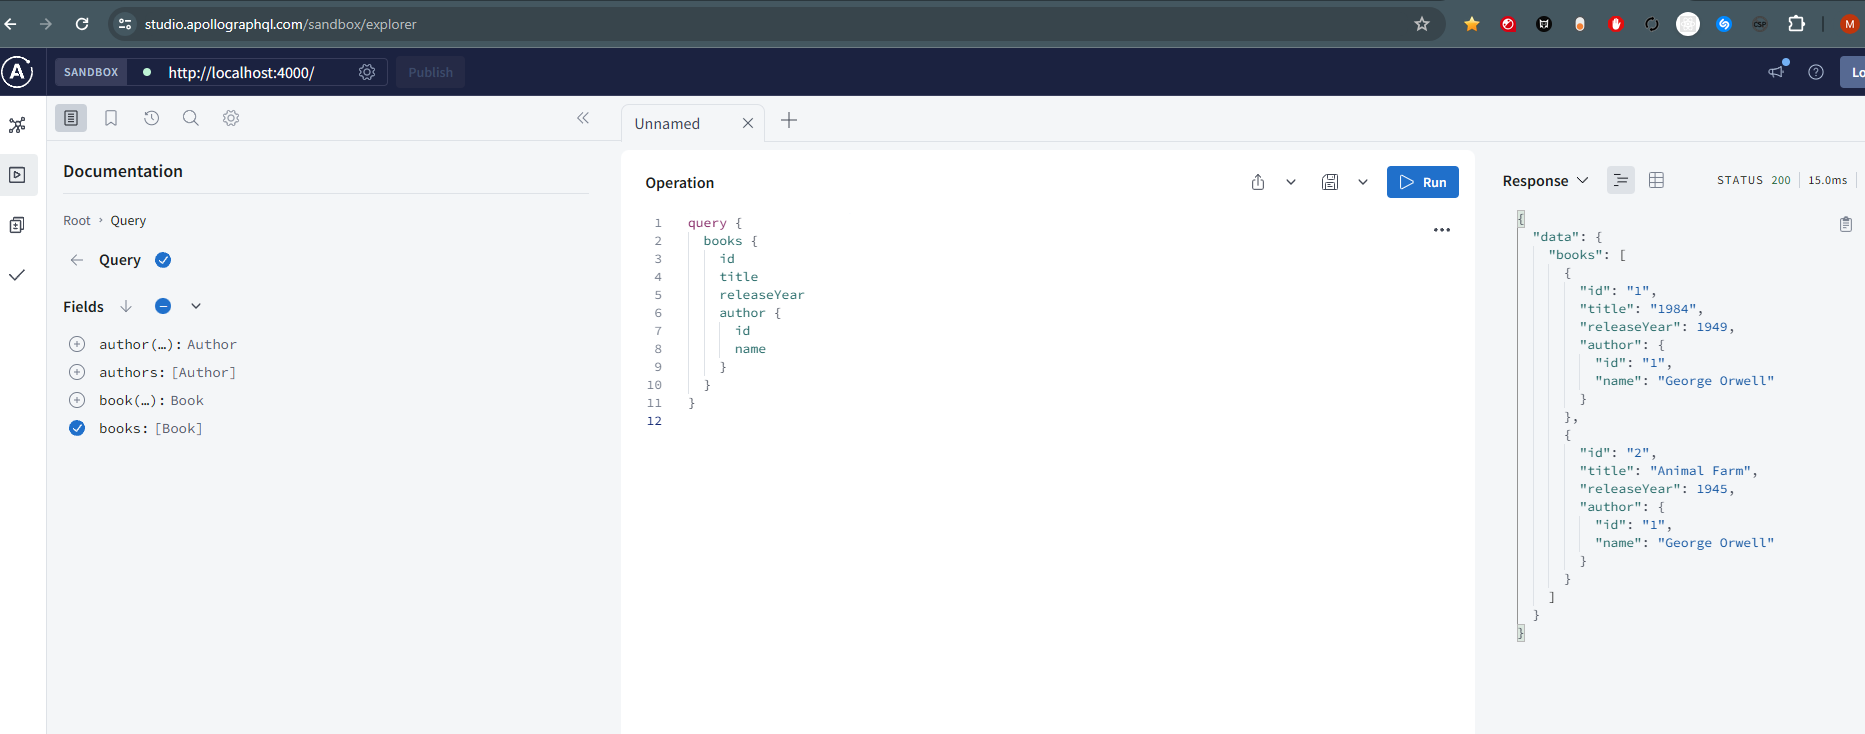 studio.apollographql.com/sandbox/explorer
CSP
M
A
SANDBOX
http://localhost:4000/
Publish
Lo
Unnamed
Documentation
Root › Query
Query
Fields
author(…): Author
authors: [Author]
book(…): Book
books: [Book]
Operation
Run
1 query {
2 books {
3 id
4 title
5 releaseYear
6 author {
7 id
8 name
9 }
10 }
11 }
12
Response
STATUS 200
15.0ms
{
"data": {
"books": [
{
"id": "1",
"title": "1984",
"releaseYear": 1949,
"author": {
"id": "1",
"name": "George Orwell"
}
},
{
"id": "2",
"title": "Animal Farm",
"releaseYear": 1945,
"author": {
"id": "1",
"name": "George Orwell"
}
}
]
}
}